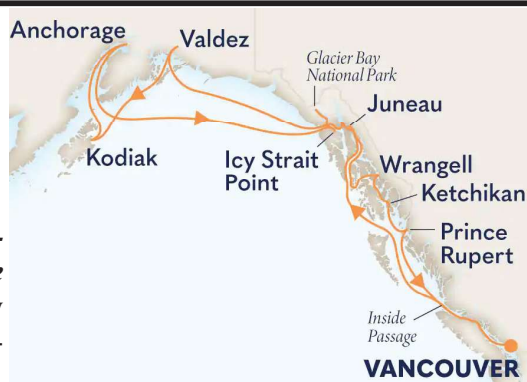 Anchorage
Valdez
Glacier Bay
National Park
Juneau
Kodiak
Icy Strait
Point
Wrangell
Ketchikan
Prince
Rupert
Inside
Passage
VANCOUVER